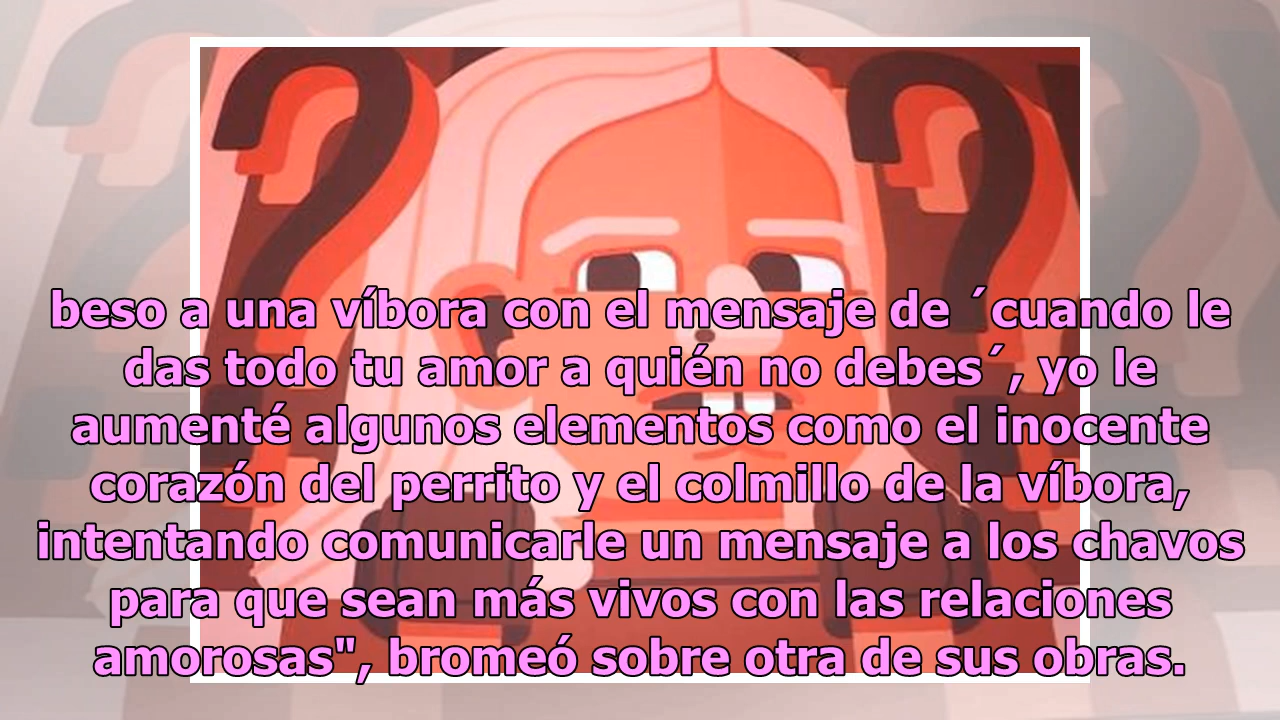 beso a una víbora con el mensaje de ´cuando le
das todo tu amor a quién no debes´, yo le
aumenté algunos elementos como el inocente
corazón del perrito y el colmillo de la víbora,
intentando comunicarle un mensaje a los chavos
para que sean más vivos con las relaciones
amorosas", bromeó sobre otra de sus obras.